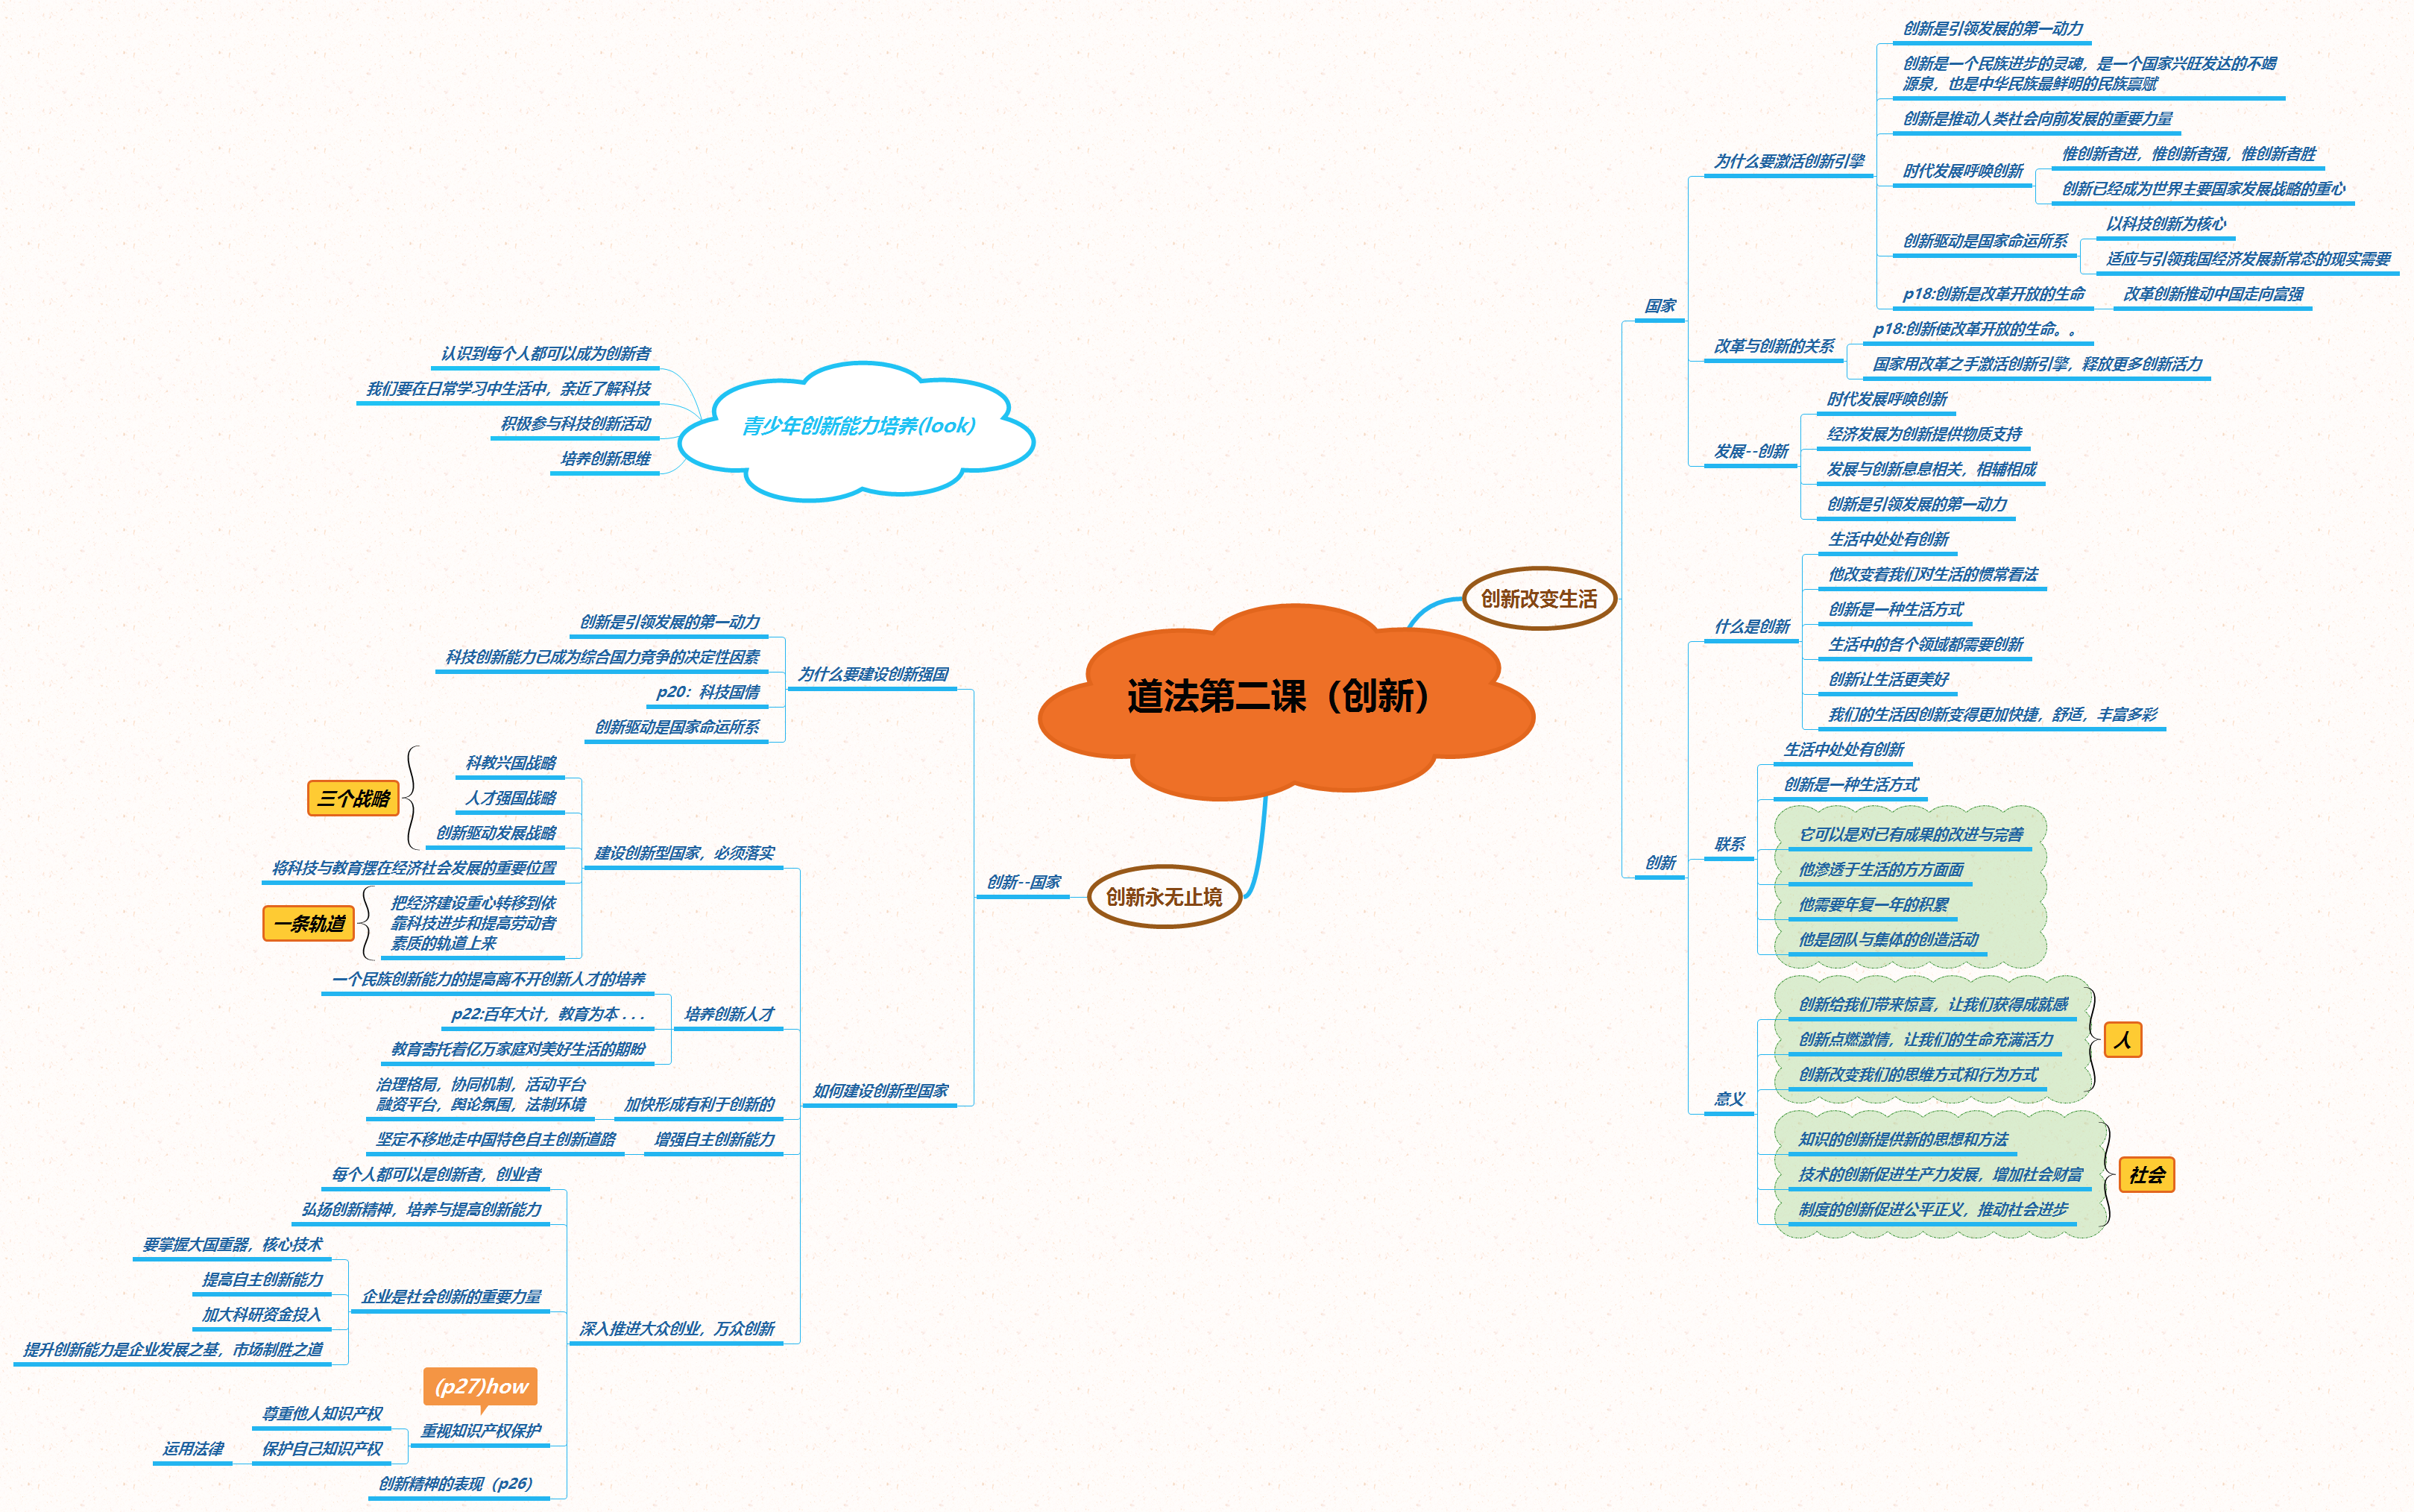 道法第二课（创新）
创新改变生活
国家
为什么要激活创新引擎
创新是引领发展的第一动力
创新是一个民族进步的灵魂，是一个国家兴旺发达的不竭
源泉，也是中华民族最鲜明的民族禀赋
创新是推动人类社会向前发展的重要力量
时代发展呼唤创新
惟创新者进，惟创新者强，惟创新者胜
创新已经成为世界主要国家发展战略的重心
创新驱动是国家命运所系
以科技创新为核心
适应与引领我国经济发展新常态的现实需要
p18:创新是改革开放的生命
改革创新推动中国走向富强
改革与创新的关系
p18:创新使改革开放的生命。。
国家用改革之手激活创新引擎，释放更多创新活力
发展--创新
时代发展呼唤创新
经济发展为创新提供物质支持
发展与创新息息相关，相辅相成
创新是引领发展的第一动力
创新
什么是创新
生活中处处有创新
他改变着我们对生活的惯常看法
创新是一种生活方式
生活中的各个领域都需要创新
创新让生活更美好
我们的生活因创新变得更加快捷，舒适，丰富多彩
联系
生活中处处有创新
创新是一种生活方式
它可以是对已有成果的改进与完善
他渗透于生活的方方面面
他需要年复一年的积累
他是团队与集体的创造活动
意义
创新给我们带来惊喜，让我们获得成就感
创新点燃激情，让我们的生命充满活力
创新改变我们的思维方式和行为方式
人
知识的创新提供新的思想和方法
技术的创新促进生产力发展，增加社会财富
制度的创新促进公平正义，推动社会进步
社会
创新永无止境
创新--国家
为什么要建设创新强国
创新是引领发展的第一动力
科技创新能力已成为综合国力竞争的决定性因素
p20：科技国情
创新驱动是国家命运所系
如何建设创新型国家
建设创新型国家，必须落实
科教兴国战略
人才强国战略
创新驱动发展战略
三个战略
将科技与教育摆在经济社会发展的重要位置
把经济建设重心转移到依
靠科技进步和提高劳动者
素质的轨道上来
一条轨道
培养创新人才
一个民族创新能力的提高离不开创新人才的培养
p22:百年大计，教育为本 . . .
教育寄托着亿万家庭对美好生活的期盼
加快形成有利于创新的
治理格局，协同机制，活动平台
融资平台，舆论氛围，法制环境
增强自主创新能力
坚定不移地走中国特色自主创新道路
深入推进大众创业，万众创新
每个人都可以是创新者，创业者
弘扬创新精神，培养与提高创新能力
企业是社会创新的重要力量
要掌握大国重器，核心技术
提高自主创新能力
加大科研资金投入
提升创新能力是企业发展之基，市场制胜之道
(p27)how
重视知识产权保护
尊重他人知识产权
保护自己知识产权
运用法律
创新精神的表现（p26）
青少年创新能力培养(look)
认识到每个人都可以成为创新者
我们要在日常学习中生活中，亲近了解科技
积极参与科技创新活动
培养创新思维